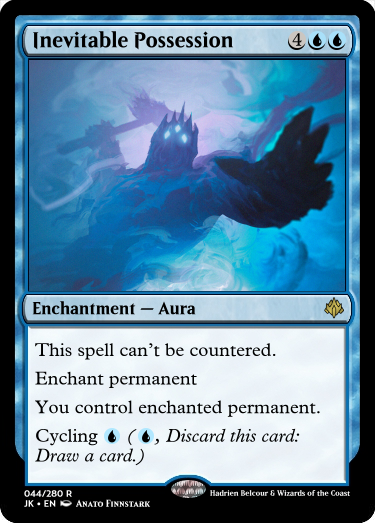 Inevitable Possession 4
Enchantment — Aura
This spell can't be countered.
Enchant permanent
You control enchanted permanent.
Cycling (, Discard this card:
Draw a card.)
044/280 R
JK • EN Anato Finnstark
Hadrien Belcour & Wizards of the Coast